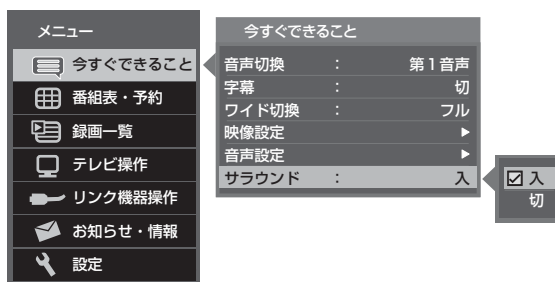 メニュー
今すぐできること
番組表・予約
録画一覧
テレビ操作
リンク機器操作
お知らせ・情報
設定
今すぐできること
音声切換 : 第1音声
字幕 : 切
ワイド切換 : フル
映像設定
音声設定
サラウンド : 入
入
切